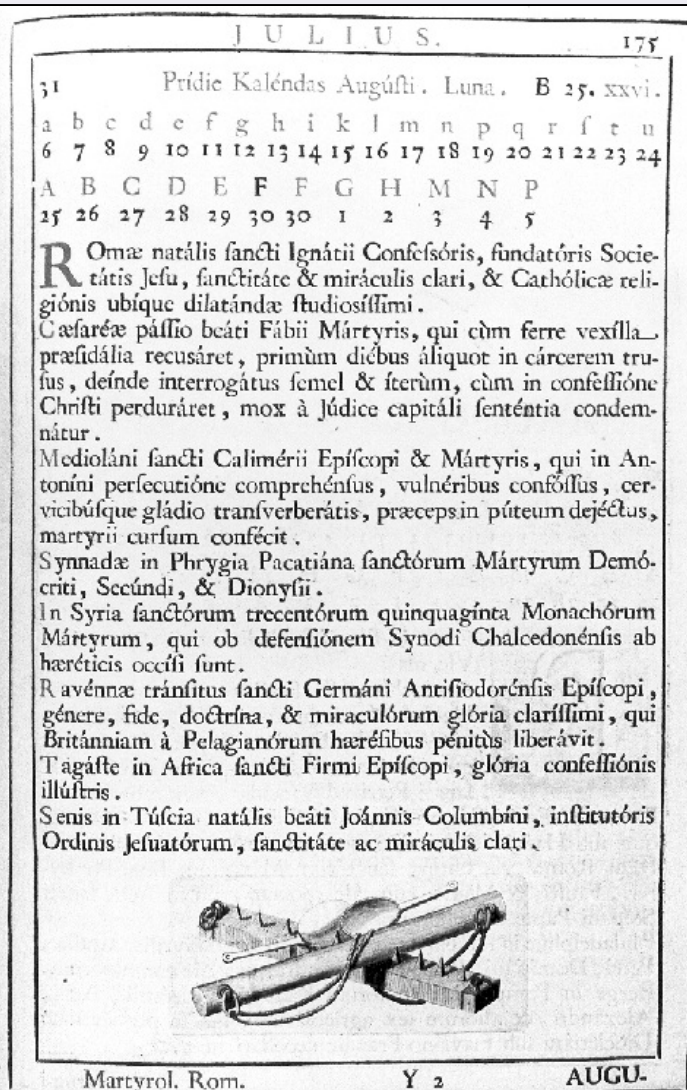 JULIUS. 175
31 Prídie Kaléndas Augúſti. Luna. B 25. xxvi.
a b c d e f g h i k l m n p q r ſ t u
6 7 8 9 10 11 12 13 14 15 16 17 18 19 20 21 22 23 24
A B C D E F F G H M N P
25 26 27 28 29 30 30 1 2 3 4 5
ROmæ natális ſancti Ignátii Confeſsóris, fundatóris Socie-
tátis Jeſu, ſanctitáte & miráculis clari, & Cathólicæ reli-
giónis ubíque dilatándæ ſtudioſíſſimi.
Cæſaréæ páſſio beáti Fábii Mártyris, qui cùm ferre vexílla
præſidália recusáret, primùm diébus áliquot in cárcerem tru-
ſus, deínde interrogátus ſemel & íterùm, cùm in confeſſióne
Chriſti perduráret, mox à Júdice capitáli ſenténtia condem-
nátur.
Medioláni ſancti Calimérii Epíſcopi & Mártyris, qui in An-
toníni perſecutióne comprehénſus, vulnéribus confóſſus, cer-
vicibúſque gládio tranſverberátis, præceps in púteum dejéctus,
martyrii curſum confécit.
Synnadæ in Phrygia Pacatiána ſanctórum Mártyrum Demó-
criti, Secúndi, & Dionyſii.
In Syria ſanctórum trecentórum quinquagínta Monachórum
Mártyrum, qui ob defenſiónem Synodi Chalcedonénſis ab
hæréticis occíſi ſunt.
Ravénnæ tránſitus ſancti Germáni Antiſiodorénſis Epíſcopi,
génere, fide, doctrína, & miraculórum glória claríſſimi, qui
Británniam à Pelagianórum hæréſibus pénitùs liberávit.
Tagáſte in Africa ſancti Firmi Epíſcopi, glória confeſſiónis
illúſtris.
Senis in Túſcia natális beáti Joánnis Columbíni, inſtitutóris
Ordinis Jeſuatórum, ſanctitáte ac miráculis clari.
Martyrol. Rom. Y 2 AUGU-